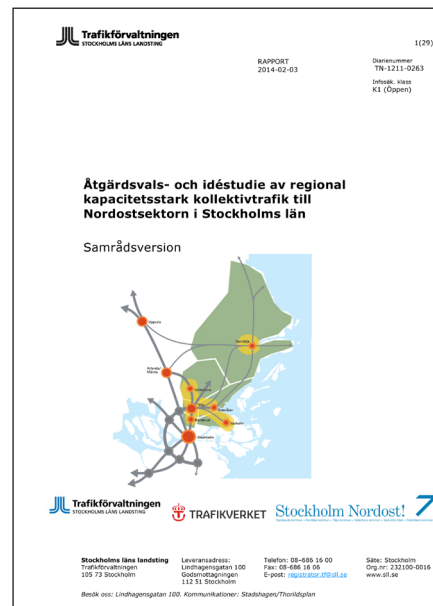 Trafikförvaltningen
STOCKHOLMS LÄNS LANDSTING
1(29)
RAPPORT
2014-02-03
Diarienummer
TN-1211-0263
Infosäk. klass
K1 (Öppen)
Åtgärdsvals- och idéstudie av regional
kapacitetsstark kollektivtrafik till
Nordostsektorn i Stockholms län
Samrådsversion
Uppsala
Norrtälje
Arlanda/
Märsta
Stockholm
Trafikförvaltningen
STOCKHOLMS LÄNS LANDSTING
TRAFIKVERKET
Stockholm Nordost!
Stockholms läns landsting
Trafikförvaltningen
105 73 Stockholm
Leveransadress:
Lindhagensgatan 100
Godsmottagningen
112 51 Stockholm
Telefon: 08-686 16 00
Fax: 08-686 16 06
E-post: registrator.tf@sll.se
Säte: Stockholm
Org.nr: 232100-0016
www.sll.se
Besök oss: Lindhagensgatan 100. Kommunikationer: Stadshagen/Thorildsplan